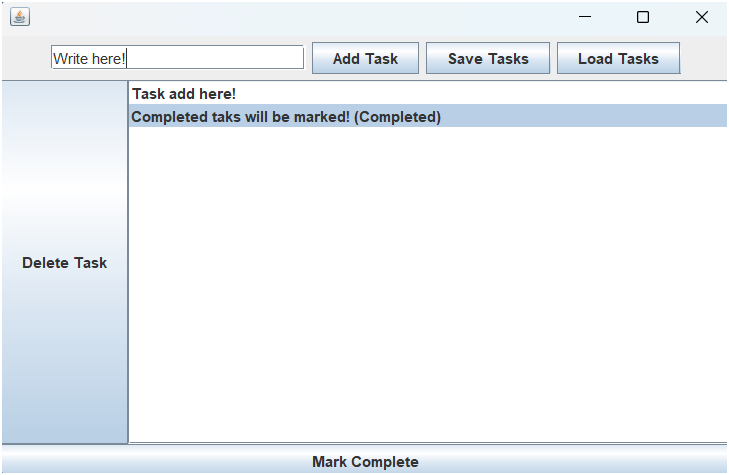 Write here!
Add Task
Save Tasks
Load Tasks
Task add here!
Completed taks will be marked! (Completed)
Delete Task
Mark Complete